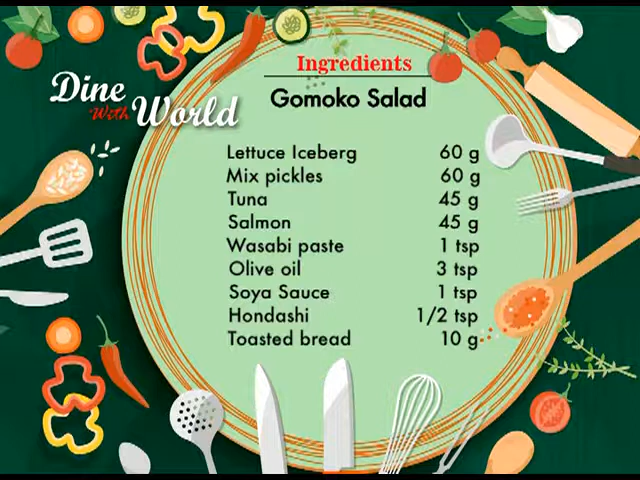 Dine
With
World
Ingredients
Gomoko Salad
Lettuce Iceberg 60 g
Mix pickles 60 g
Tuna 45 g
Salmon 45 g
Wasabi paste 1 tsp
Olive oil 3 tsp
Soya Sauce 1 tsp
Hondashi 1/2 tsp
Toasted bread 10 g